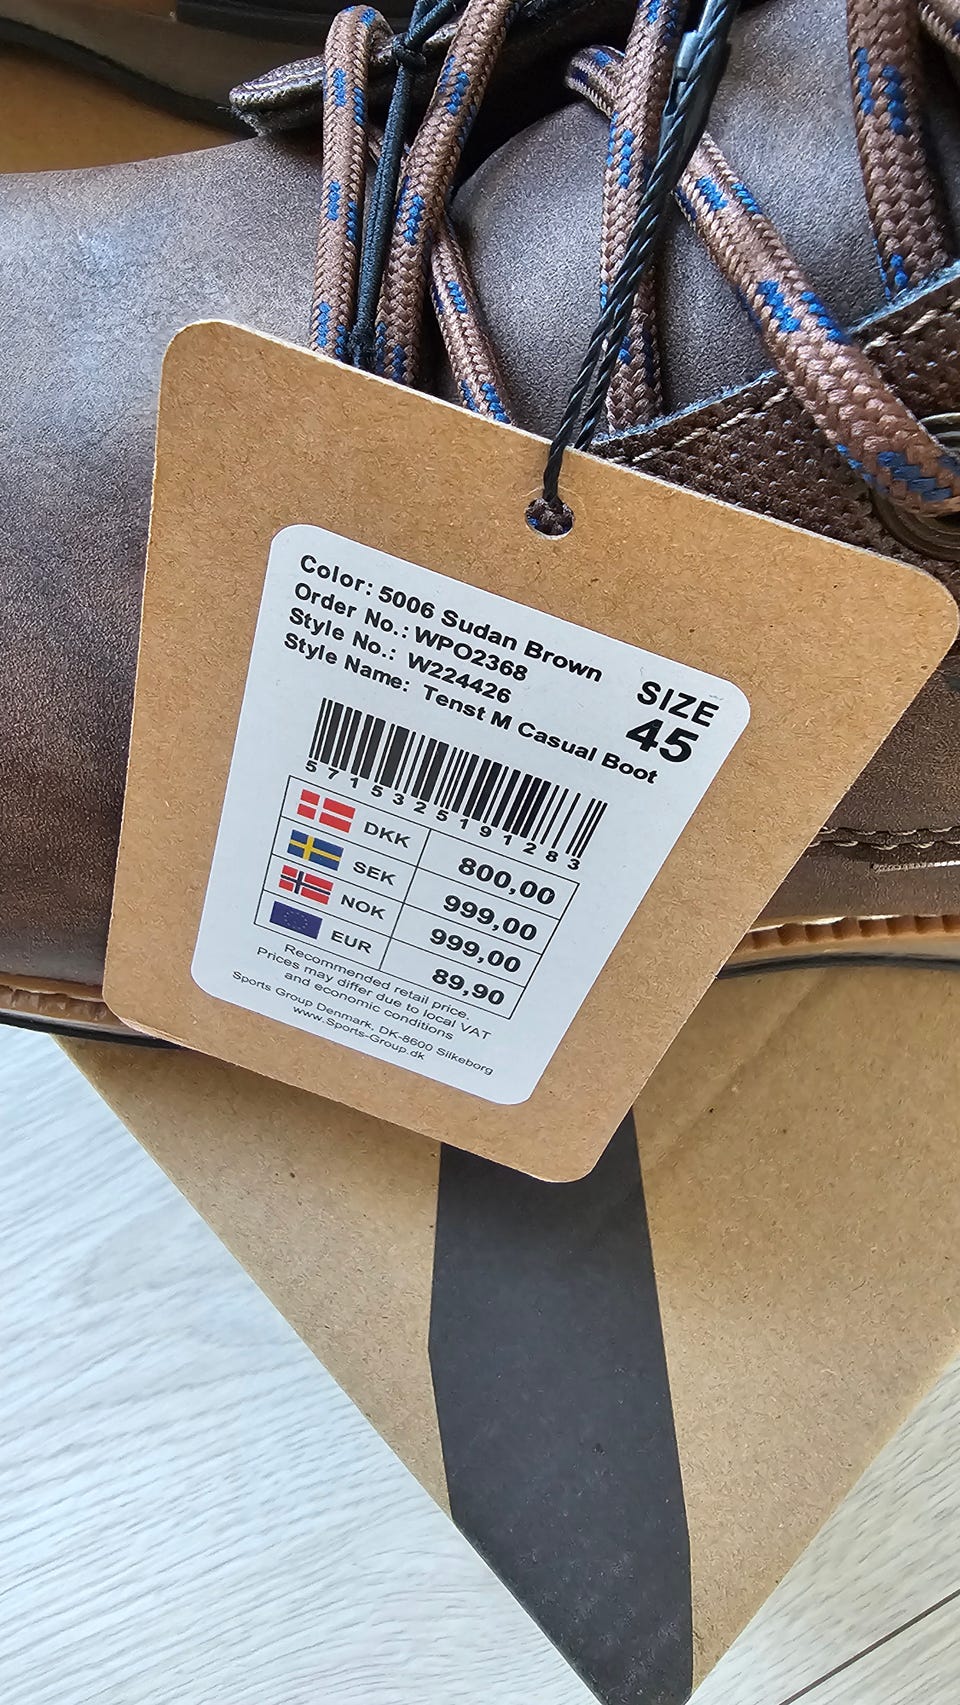 Color: 5006 Sudan Brown
Order No.: WPO2368
Style No.: W224426
Style Name: Tenst M Casual Boot
SIZE
45
5715325191283
DKK 800,00
SEK 999,00
NOK 999,00
EUR 89,90
Recommended retail price.
Prices may differ due to local VAT
and economic conditions
Sports Group Denmark, DK-8600 Silkeborg
www.Sports-Group.dk